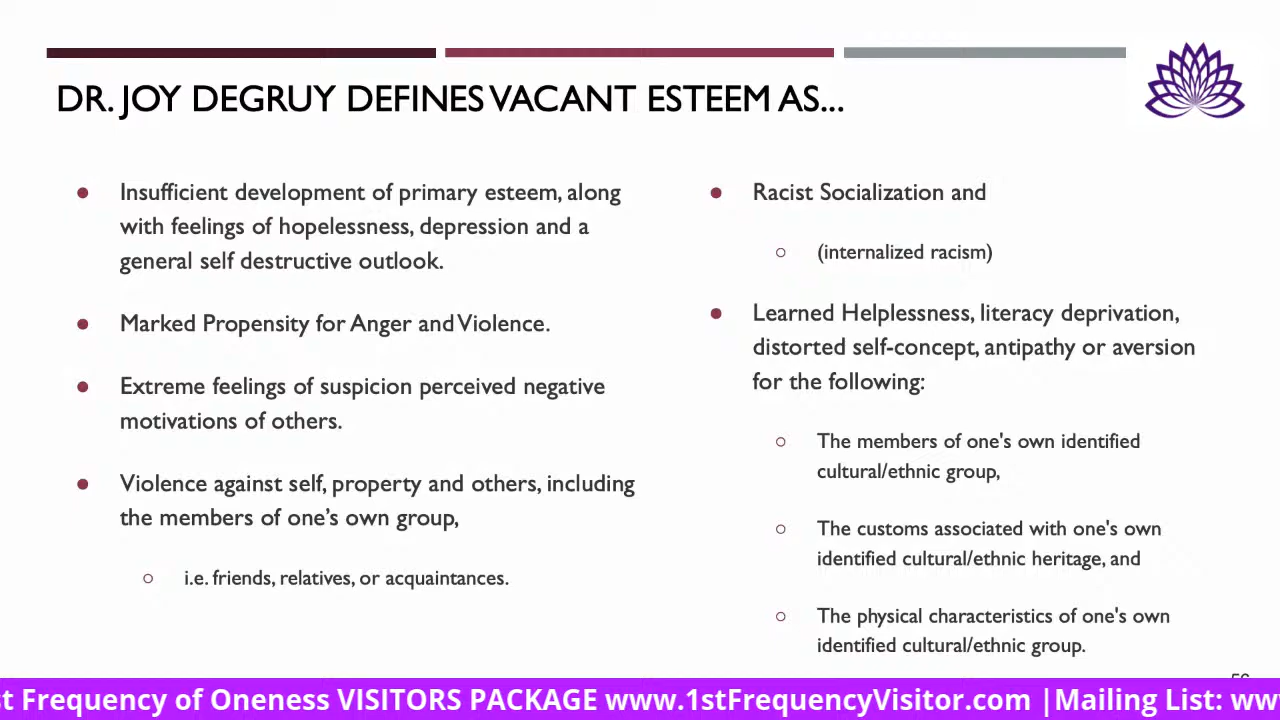 DR. JOY DEGRUY DEFINES VACANT ESTEEM AS...
● Insufficient development of primary esteem, along
with feelings of hopelessness, depression and a
general self destructive outlook.
● Marked Propensity for Anger and Violence.
● Extreme feelings of suspicion perceived negative
motivations of others.
● Violence against self, property and others, including
the members of one’s own group,
○ i.e. friends, relatives, or acquaintances.
● Racist Socialization and
○ (internalized racism)
● Learned Helplessness, literacy deprivation,
distorted self-concept, antipathy or aversion
for the following:
○ The members of one's own identified
cultural/ethnic group,
○ The customs associated with one's own
identified cultural/ethnic heritage, and
○ The physical characteristics of one's own
identified cultural/ethnic group.
st Frequency of Oneness VISITORS PACKAGE www.1stFrequencyVisitor.com |Mailing List: ww